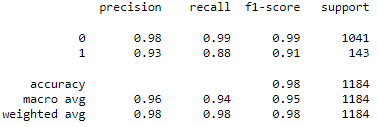 precision recall f1-score support
0 0.98 0.99 0.99 1041
1 0.93 0.88 0.91 143
accuracy 0.98 1184
macro avg 0.96 0.94 0.95 1184
weighted avg 0.98 0.98 0.98 1184